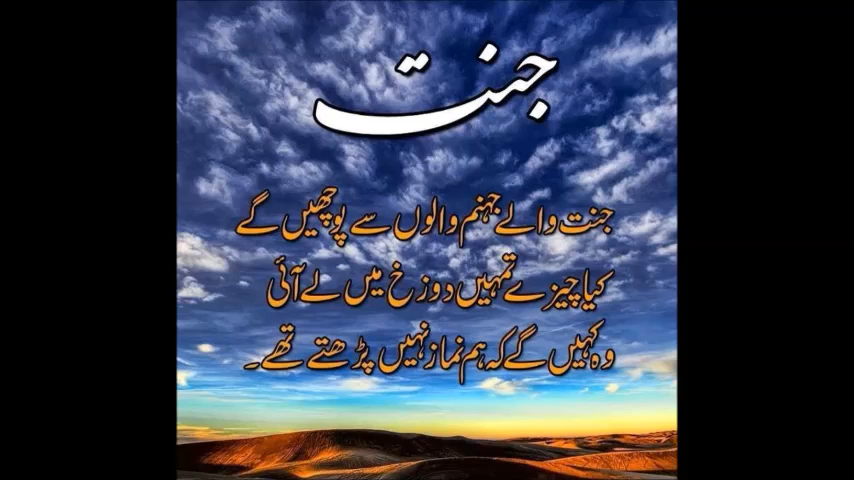 جنت
جنت والے جہنم والوں سے پوچھیں گے
کیا چیز ے تمہیں دوزخ میں لے آئی
وہ کہیں گے کہ ہم نماز نہیں پڑھتے تھے۔